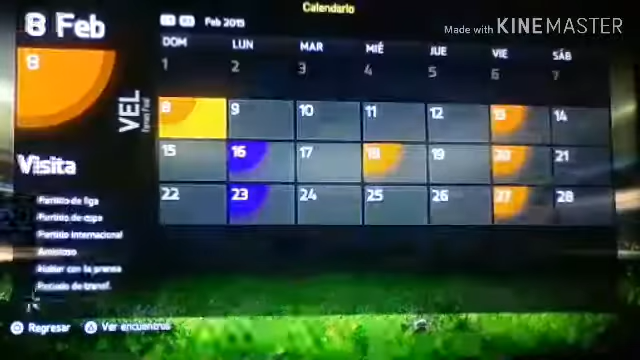 Calendario
8 Feb
Feb 2015
Made with KINEMASTER
DOM LUN MAR MIÉ JUE VIE SÁB
1 2 3 4 5 6 7
8
VEL
8 9 10 11 12 13 14
15 16 17 18 19 20 21
22 23 24 25 26 27 28
Visita
Partido de liga
Partido de copa
Partido internacional
Amistoso
Hablar con la prensa
Periodo de transf.
Regresar Ver encuentros